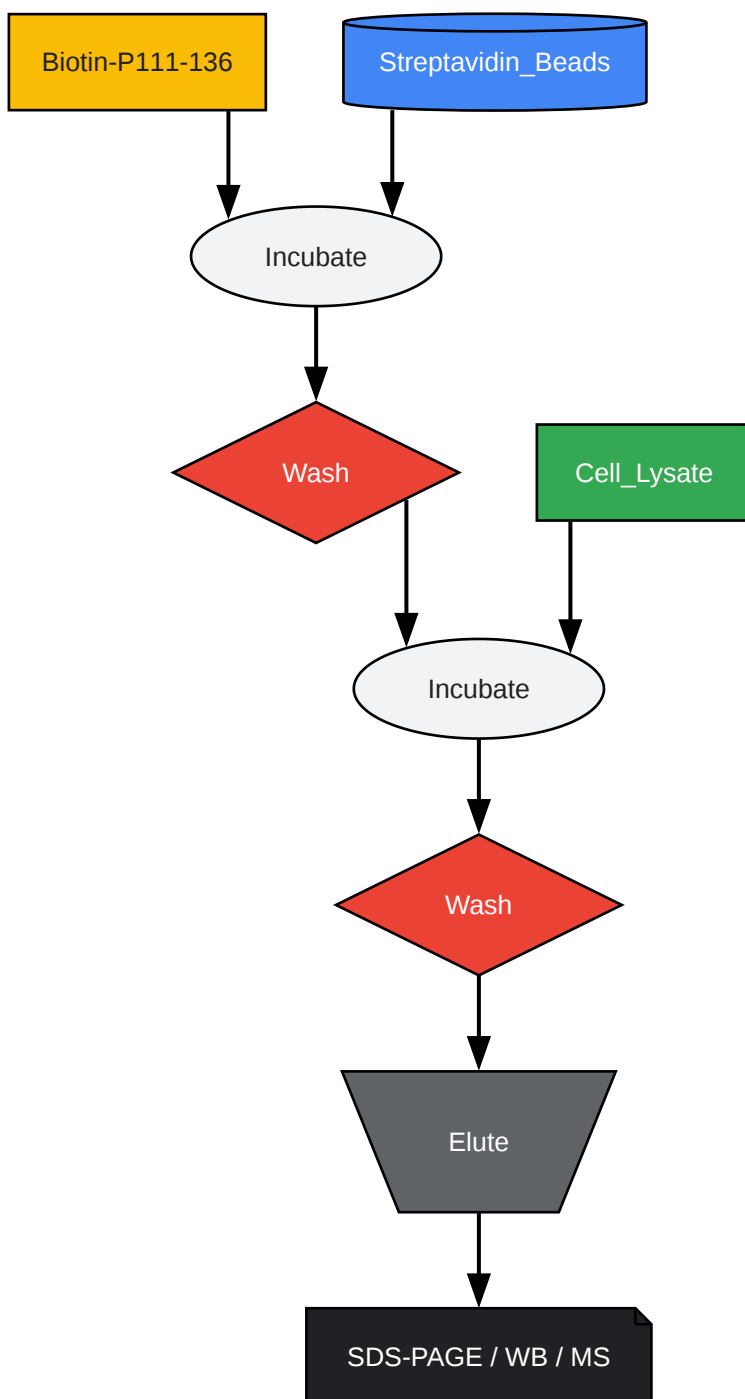 Biotin-P111-136
Streptavidin_Beads
Incubate
Wash
Cell_Lysate
Incubate
Wash
Elute
SDS-PAGE / WB / MS